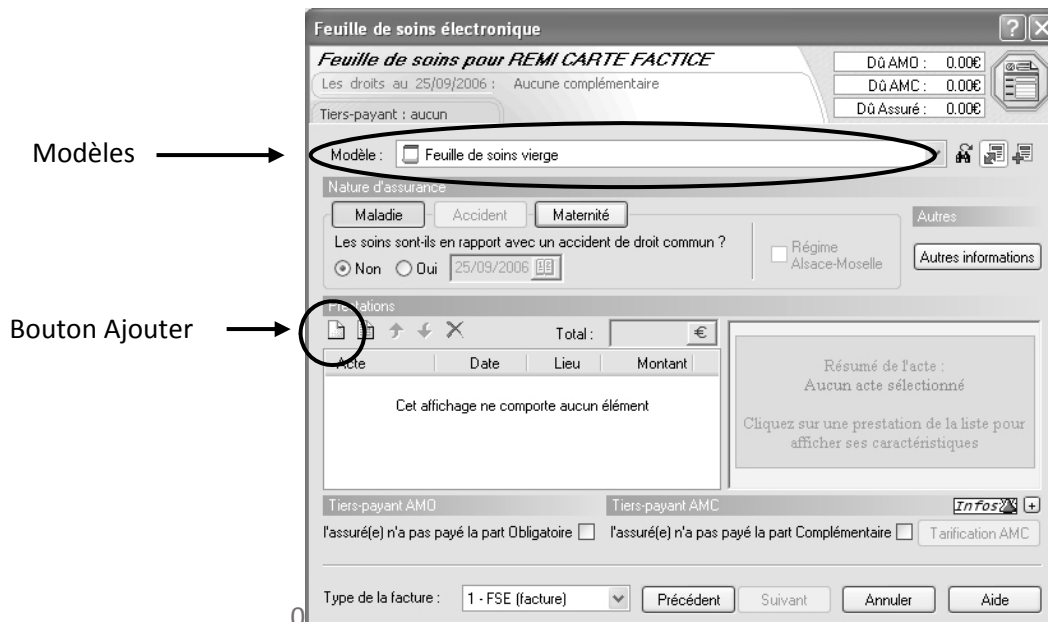 Feuille de soins électronique
Feuille de soins pour REMI CARTE FACTICE
Les droits au 25/09/2006 : Aucune complémentaire
Tiers-payant : aucun
Dû AMO : 0.00€
Dû AMC : 0.00€
Dû Assuré : 0.00€
Modèles
Modèle : Feuille de soins vierge
Nature d'assurance
Maladie Accident Maternité
Autres
Les soins sont-ils en rapport avec un accident de droit commun ?
Non Oui 25/09/2006
Régime
Alsace-Moselle
Autres informations
Bouton Ajouter
Prestations
Total : €
Acte Date Lieu Montant
Cet affichage ne comporte aucun élément
Résumé de l'acte :
Aucun acte sélectionné
Cliquez sur une prestation de la liste pour
afficher ses caractéristiques
Tiers-payant AMO Tiers-payant AMC Infos
l'assuré(e) n'a pas payé la part Obligatoire l'assuré(e) n'a pas payé la part Complémentaire Tarification AMC
Type de la facture : 1 - FSE (facture) Précédent Suivant Annuler Aide
0